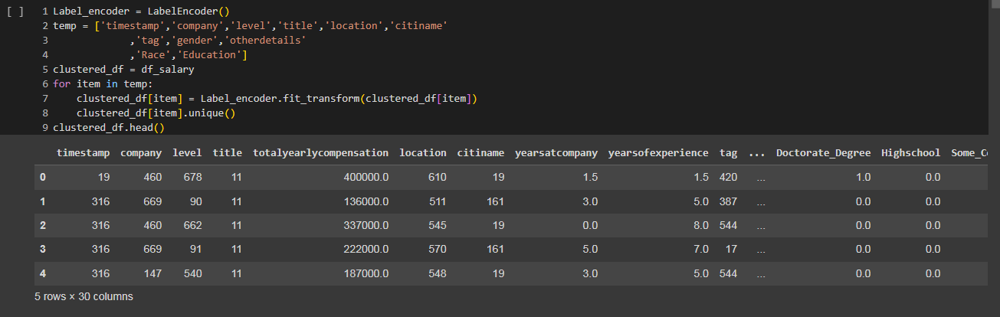 [ ] 1 Label_encoder = LabelEncoder()
2 temp = ['timestamp','company','level','title','location','citiname'
3 ,'tag','gender','otherdetails'
4 ,'Race','Education']
5 clustered_df = df_salary
6 for item in temp:
7 clustered_df[item] = Label_encoder.fit_transform(clustered_df[item])
8 clustered_df[item].unique()
9 clustered_df.head()
timestamp company level title totalyearlycompensation location citiname yearsatcompany yearsofexperience tag ... Doctorate_Degree Highschool Some_Co
0 19 460 678 11 400000.0 610 19 1.5 1.5 420 ... 1.0 0.0
1 316 669 90 11 136000.0 511 161 3.0 5.0 387 ... 0.0 0.0
2 316 460 662 11 337000.0 545 19 0.0 8.0 544 ... 0.0 0.0
3 316 669 91 11 222000.0 570 161 5.0 7.0 17 ... 0.0 0.0
4 316 147 540 11 187000.0 548 19 3.0 5.0 544 ... 0.0 0.0
5 rows × 30 columns